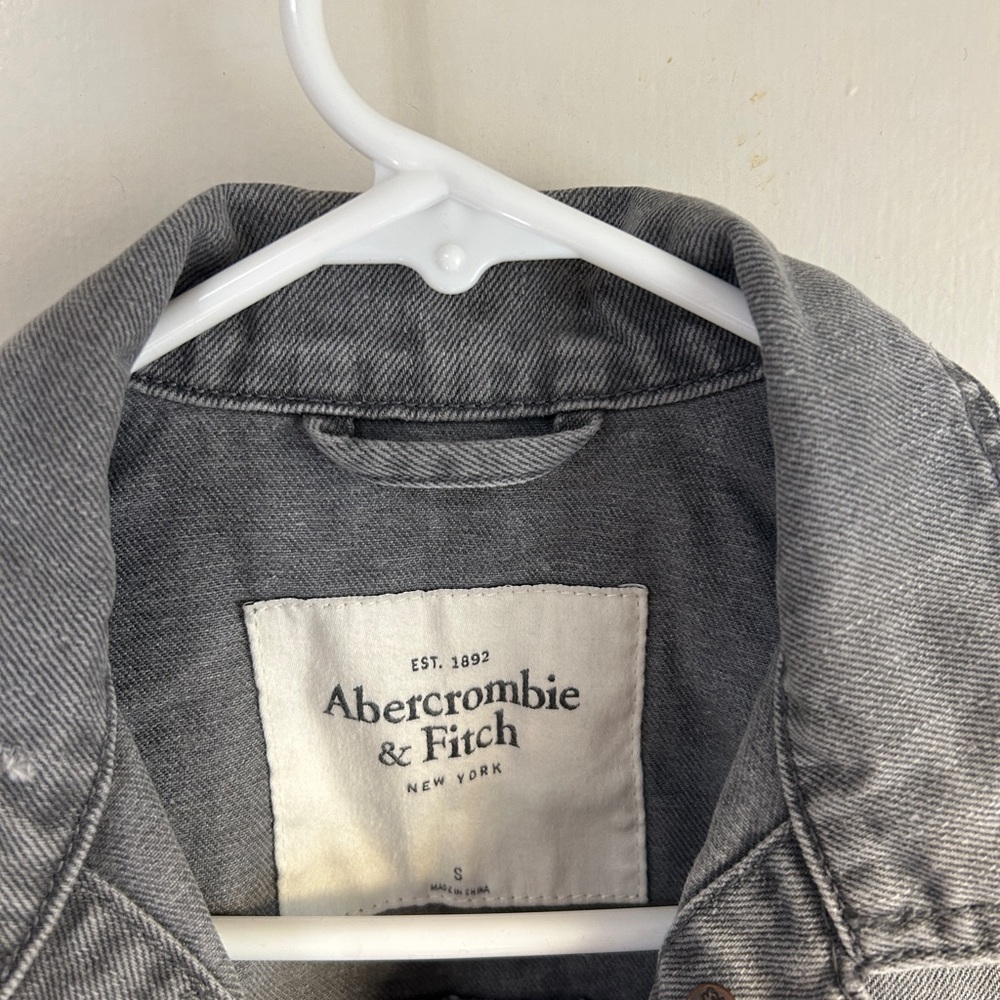 EST. 1892
Abercrombie
& Fitch
NEW YORK
S
MADE IN CHINA